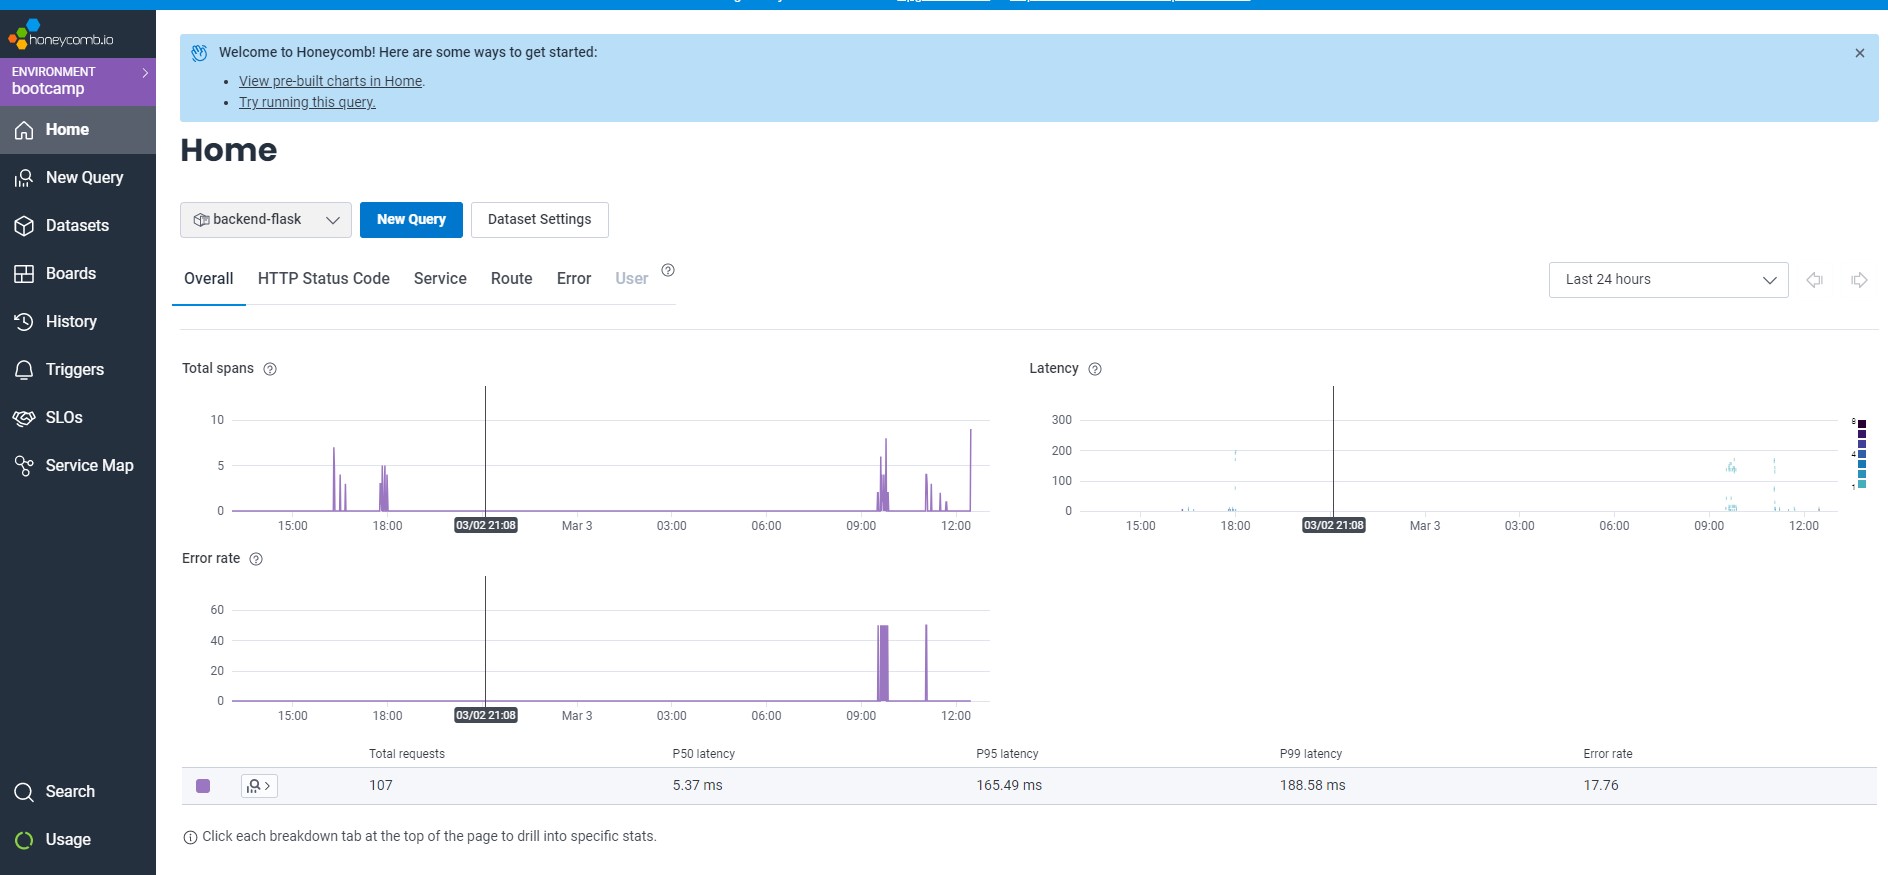 honeycomb.io
ENVIRONMENT
bootcamp
Home
New Query
Datasets
Boards
History
Triggers
SLOs
Service Map
Search
Usage
Welcome to Honeycomb! Here are some ways to get started:
• View pre-built charts in Home.
• Try running this query.
Home
backend-flask New Query Dataset Settings
Overall HTTP Status Code Service Route Error User
Last 24 hours
Total spans
10
5
0
15:00 18:00 03/02 21:08 Mar 3 03:00 06:00 09:00 12:00
Latency
300
200
100
0
15:00 18:00 03/02 21:08 Mar 3 03:00 06:00 09:00 12:00
4
1
Error rate
60
40
20
0
15:00 18:00 03/02 21:08 Mar 3 03:00 06:00 09:00 12:00
Total requests P50 latency P95 latency P99 latency Error rate
107 5.37 ms 165.49 ms 188.58 ms 17.76
Click each breakdown tab at the top of the page to drill into specific stats.